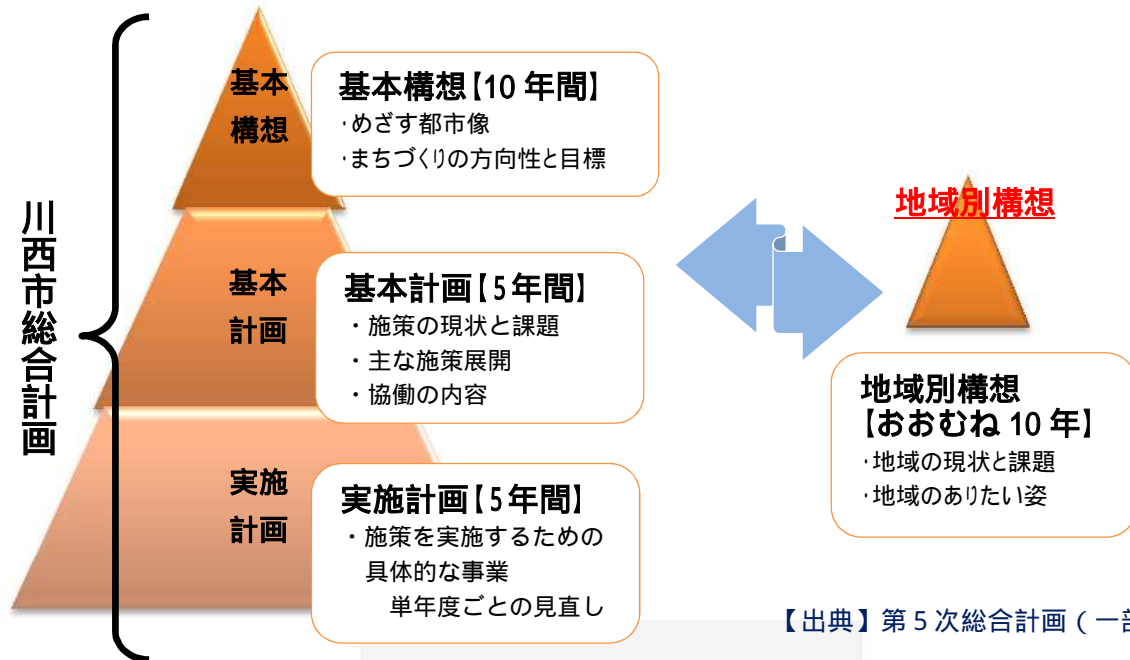 川西市総合計画
基本
構想
基本構想【10年間】
・めざす都市像
・まちづくりの方向性と目標
基本
計画
基本計画【5年間】
・施策の現状と課題
・主な施策展開
・協働の内容
実施
計画
実施計画【5年間】
・施策を実施するための
具体的な事業
単年度ごとの見直し
地域別構想
地域別構想
【おおむね10年】
・地域の現状と課題
・地域のありたい姿
【出典】第5次総合計画(一部